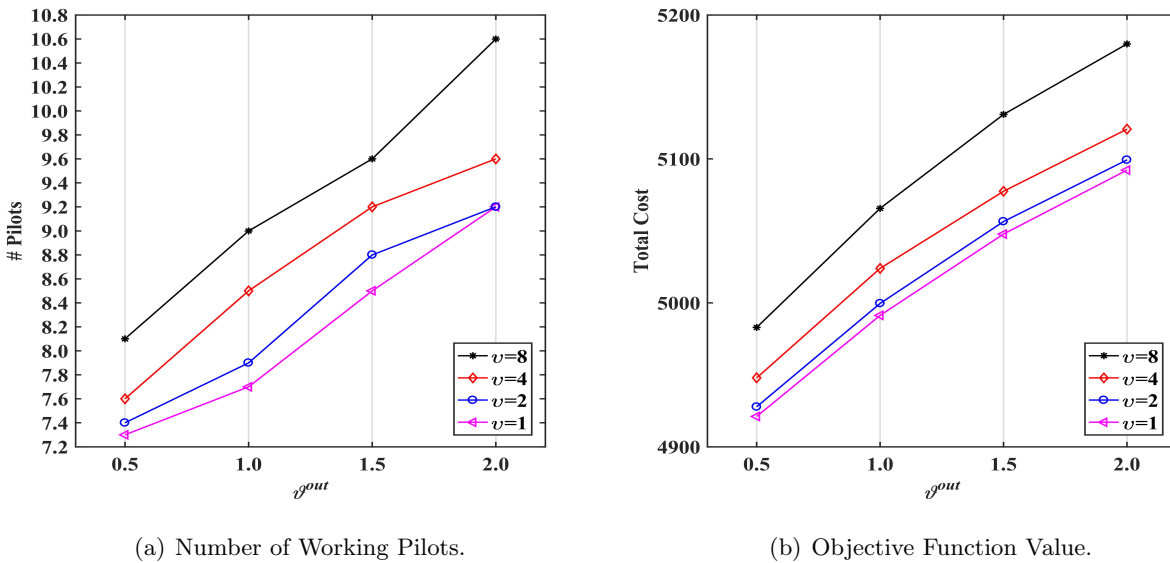 10.8
10.6
10.4
10.2
10.0
9.8
9.6
9.4
9.2
9.0
8.8
8.6
8.4
8.2
8.0
7.8
7.6
7.4
7.2
# Pilots
υ=8
υ=4
υ=2
υ=1
0.5 1.0 1.5 2.0
ϑ^out
(a) Number of Working Pilots.
5200
5100
5000
4900
Total Cost
υ=8
υ=4
υ=2
υ=1
0.5 1.0 1.5 2.0
ϑ^out
(b) Objective Function Value.